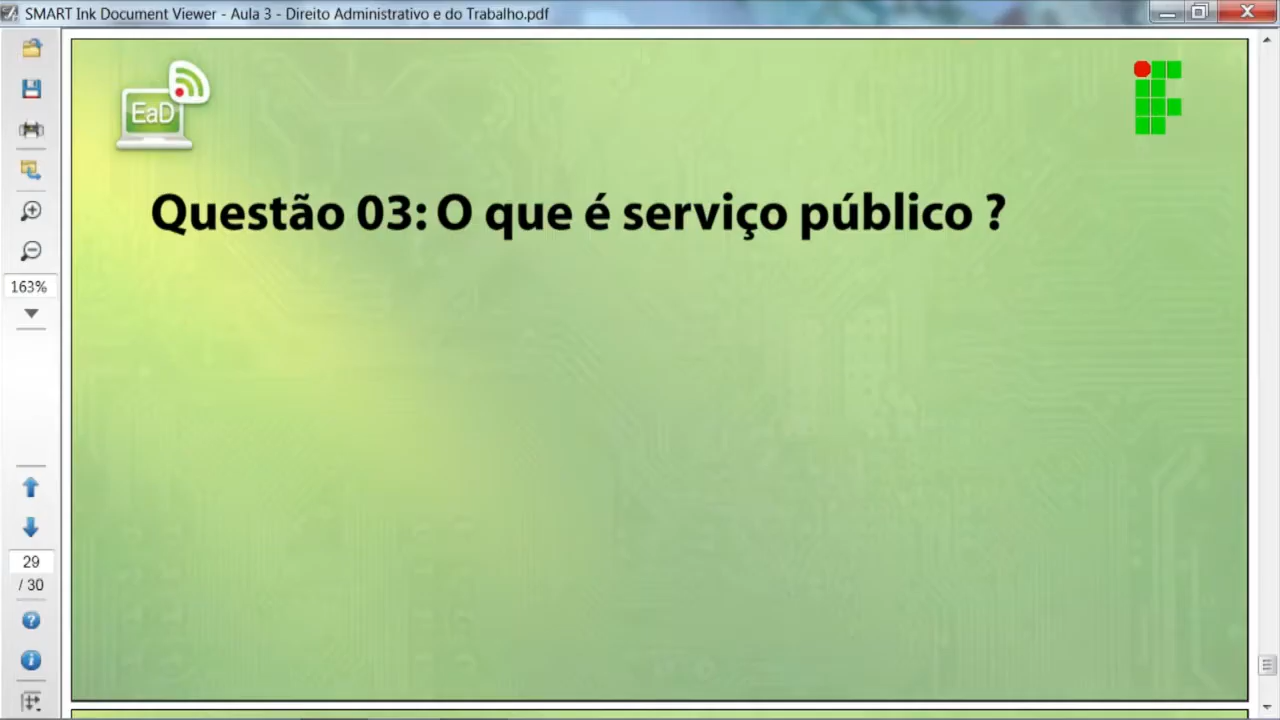 SMART Ink Document Viewer - Aula 3 - Direito Administrativo e do Trabalho.pdf
EaD
Questão 03: O que é serviço público ?
163%
29
/ 30